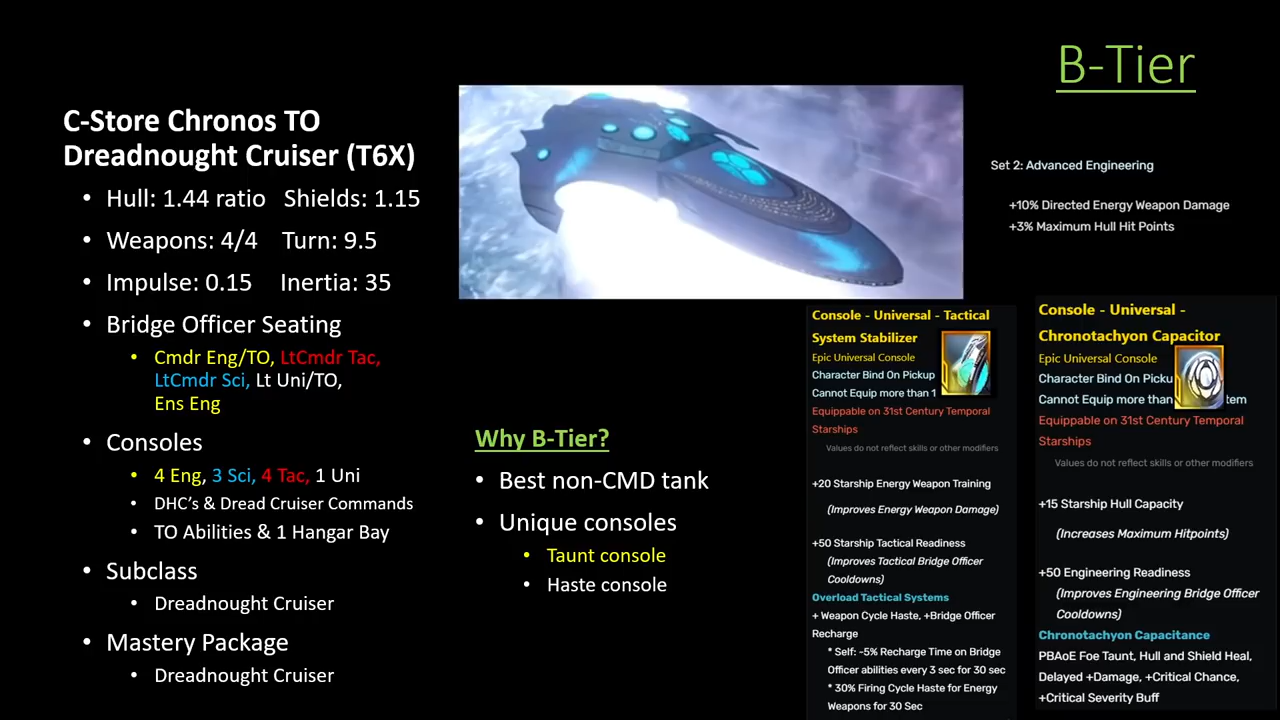 B-Tier
C-Store Chronos TO
Dreadnought Cruiser (T6X)
• Hull: 1.44 ratio Shields: 1.15
• Weapons: 4/4 Turn: 9.5
• Impulse: 0.15 Inertia: 35
• Bridge Officer Seating
• Cmdr Eng/TO, LtCmdr Tac,
LtCmdr Sci, Lt Uni/TO,
Ens Eng
• Consoles
• 4 Eng, 3 Sci, 4 Tac, 1 Uni
• DHC's & Dread Cruiser Commands
• TO Abilities & 1 Hangar Bay
• Subclass
• Dreadnought Cruiser
• Mastery Package
• Dreadnought Cruiser
Why B-Tier?
• Best non-CMD tank
• Unique consoles
• Taunt console
• Haste console
Set 2: Advanced Engineering
+10% Directed Energy Weapon Damage
+3% Maximum Hull Hit Points
Console - Universal - Tactical
System Stabilizer
Epic Universal Console
Character Bind On Pickup
Cannot Equip more than 1
Equippable on 31st Century Temporal
Starships
Values do not reflect skills or other modifiers
+20 Starship Energy Weapon Training
(Improves Energy Weapon Damage)
+50 Starship Tactical Readiness
(Improves Tactical Bridge Officer
Cooldowns)
Overload Tactical Systems
+ Weapon Cycle Haste, +Bridge Officer
Recharge
* Self: -5% Recharge Time on Bridge
Officer abilities every 3 sec for 30 sec
* 30% Firing Cycle Haste for Energy
Weapons for 30 Sec
Console - Universal -
Chronotachyon Capacitor
Epic Universal Console
Character Bind On Picku
Cannot Equip more than tem
Equippable on 31st Century Temporal
Starships
Values do not reflect skills or other modifiers
+15 Starship Hull Capacity
(Increases Maximum Hitpoints)
+50 Engineering Readiness
(Improves Engineering Bridge Officer
Cooldowns)
Chronotachyon Capacitance
PBAoE Foe Taunt, Hull and Shield Heal,
Delayed +Damage, +Critical Chance,
+Critical Severity Buff